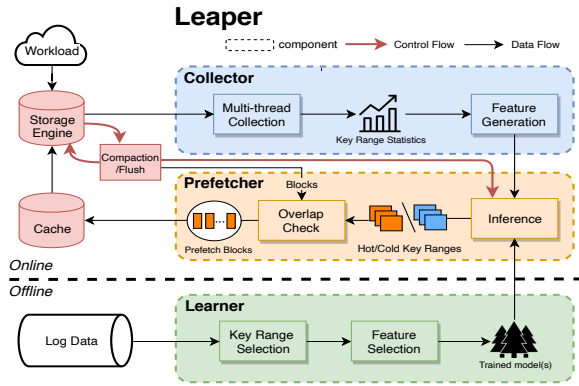 Leaper
Workload
component
Control Flow
Data Flow
Collector
Storage
Engine
Multi-thread
Collection
Key Range Statistics
Feature
Generation
Compaction
/Flush
Prefetcher
Blocks
Cache
Prefetch Blocks
Overlap
Check
Hot/Cold Key Ranges
Inference
Online
Offline
Learner
Log Data
Key Range
Selection
Feature
Selection
Trained model(s)